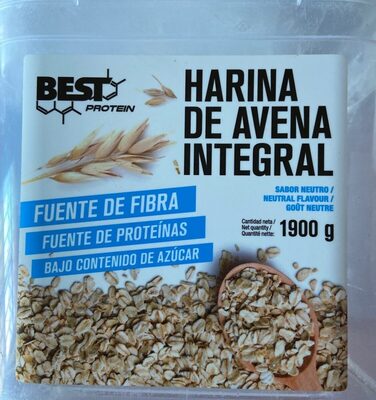 BEST
PROTEIN
HARINA
DE AVENA
INTEGRAL
SABOR NEUTRO /
NEUTRAL FLAVOUR /
GOÛT NEUTRE
Cantidad neta /
Net quantity /
Quantité nette:
1900 g
FUENTE DE FIBRA
FUENTE DE PROTEÍNAS
BAJO CONTENIDO DE AZÚCAR